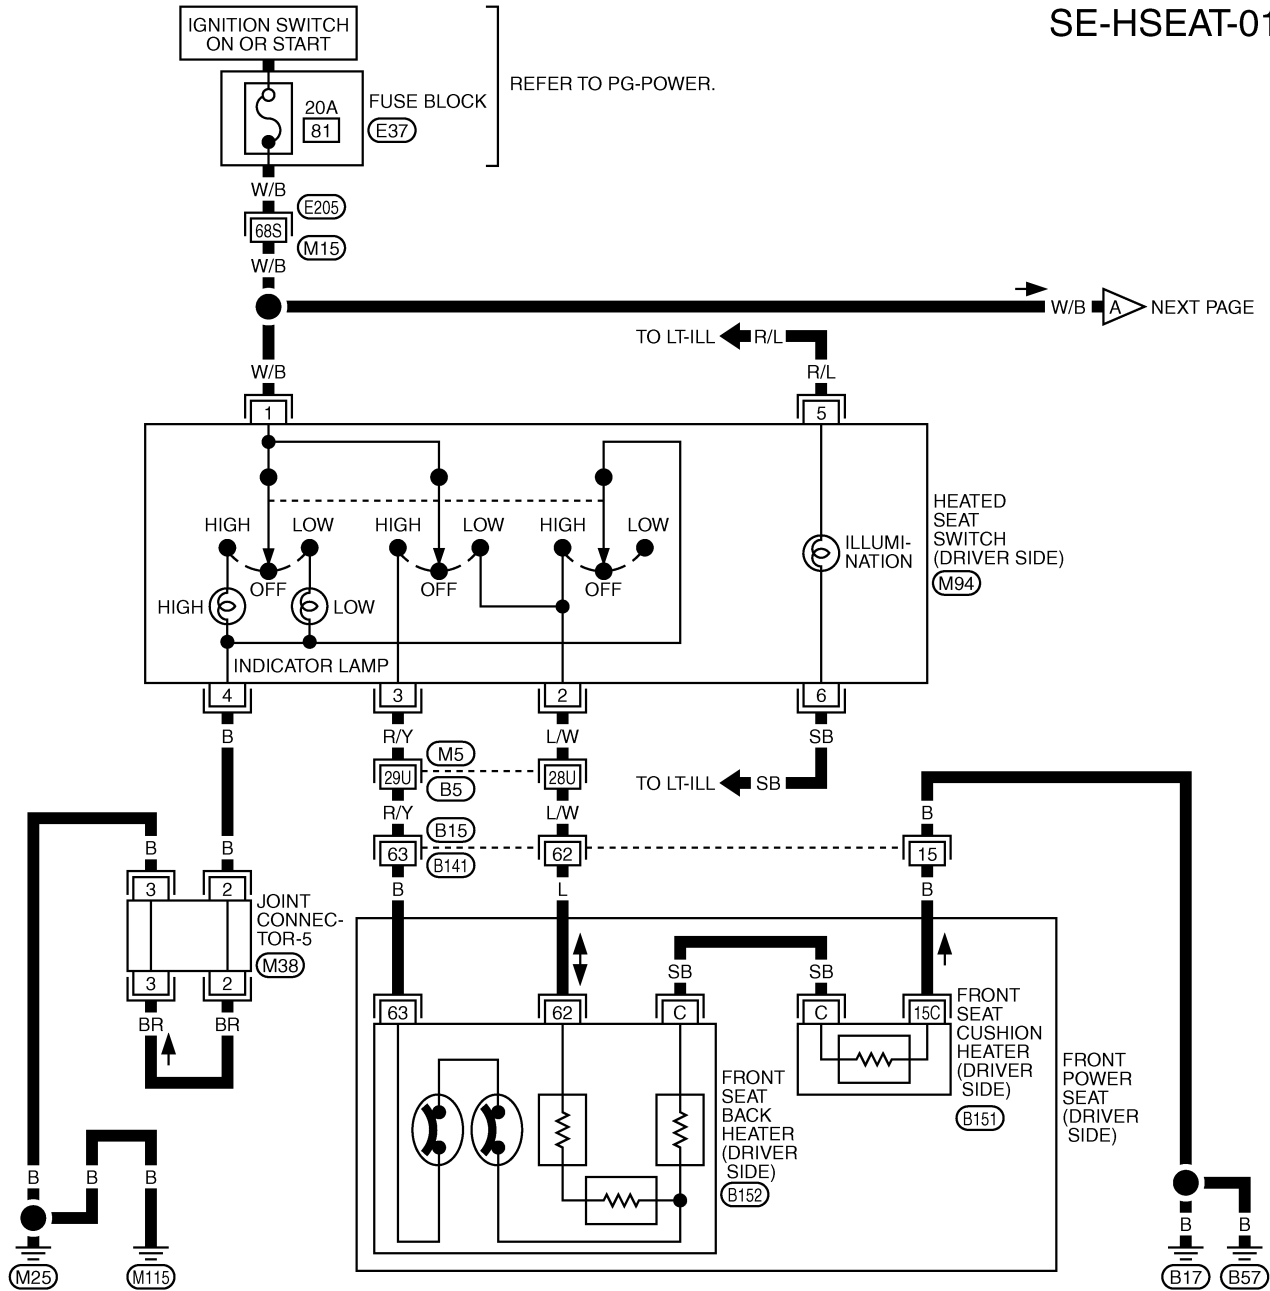 SE-HSEAT-01
IGNITION SWITCH
ON OR START
REFER TO PG-POWER.
20A
81
FUSE BLOCK
E37
W/B
E205
68S
M15
W/B
W/B
A
NEXT PAGE
TO LT-ILL
R/L
W/B
R/L
1
5
HIGH
LOW
HIGH
LOW
HIGH
LOW
OFF
OFF
OFF
HIGH
LOW
INDICATOR LAMP
ILLUMI-
NATION
HEATED
SEAT
SWITCH
(DRIVER SIDE)
M94
4
3
2
6
B
R/Y
L/W
SB
M5
29U
28U
B5
TO LT-ILL
SB
R/Y
L/W
B
B15
63
62
15
B141
B
B
B
L
B
3
2
JOINT
CONNEC-
TOR-5
M38
3
2
BR
BR
SB
SB
63
62
C
C
15C
FRONT
SEAT
CUSHION
HEATER
(DRIVER
SIDE)
B151
FRONT
SEAT
BACK
HEATER
(DRIVER
SIDE)
B152
FRONT
POWER
SEAT
(DRIVER
SIDE)
B
B
B
B
B
M25
M115
B17
B57